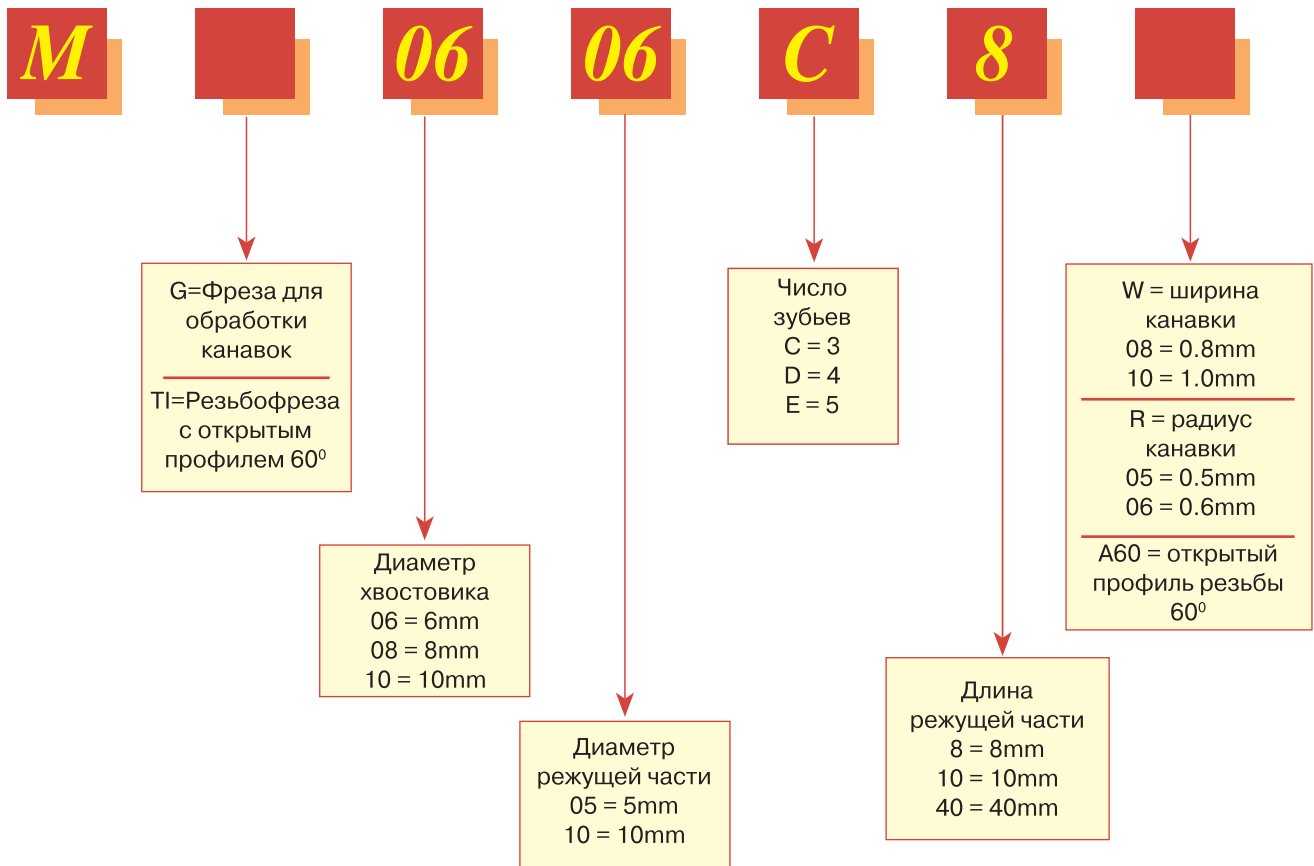 M 06 06 C 8
G=Фреза для
обработки
канавок
TI=Резьбофреза
с открытым
профилем 60⁰
Диаметр
хвостовика
06 = 6mm
08 = 8mm
10 = 10mm
Диаметр
режущей части
05 = 5mm
10 = 10mm
Число
зубьев
C = 3
D = 4
E = 5
Длина
режущей части
8 = 8mm
10 = 10mm
40 = 40mm
W = ширина
канавки
08 = 0.8mm
10 = 1.0mm
R = радиус
канавки
05 = 0.5mm
06 = 0.6mm
A60 = открытый
профиль резьбы
60⁰